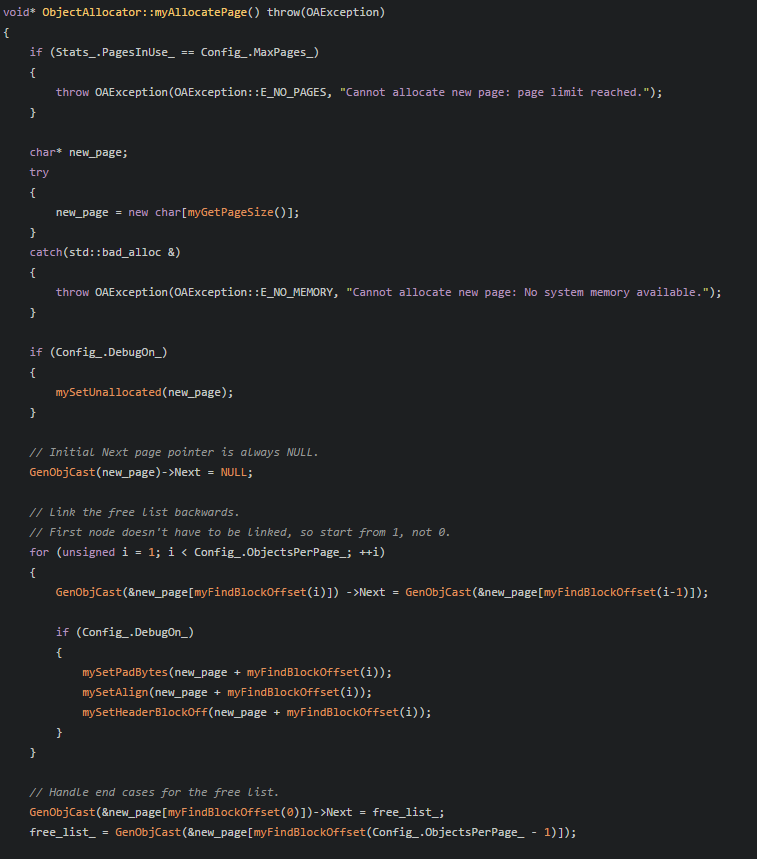 void* ObjectAllocator::myAllocatePage() throw(OAException)
{
    if (Stats_.PagesInUse_ == Config_.MaxPages_)
    {
        throw OAException(OAException::E_NO_PAGES, "Cannot allocate new page: page limit reached.");
    }

    char* new_page;
    try
    {
        new_page = new char[myGetPageSize()];
    }
    catch(std::bad_alloc &)
    {
        throw OAException(OAException::E_NO_MEMORY, "Cannot allocate new page: No system memory available.");
    }

    if (Config_.DebugOn_)
    {
        mySetUnallocated(new_page);
    }

    // Initial Next page pointer is always NULL.
    GenObjCast(new_page)->Next = NULL;

    // Link the free list backwards.
    // First node doesn't have to be linked, so start from 1, not 0.
    for (unsigned i = 1; i < Config_.ObjectsPerPage_; ++i)
    {
        GenObjCast(&new_page[myFindBlockOffset(i)]) ->Next = GenObjCast(&new_page[myFindBlockOffset(i-1)]);

        if (Config_.DebugOn_)
        {
            mySetPadBytes(new_page + myFindBlockOffset(i));
            mySetAlign(new_page + myFindBlockOffset(i));
            mySetHeaderBlockOff(new_page + myFindBlockOffset(i));
        }
    }

    // Handle end cases for the free list.
    GenObjCast(&new_page[myFindBlockOffset(0)])->Next = free_list_;
    free_list_ = GenObjCast(&new_page[myFindBlockOffset(Config_.ObjectsPerPage_ - 1)]);